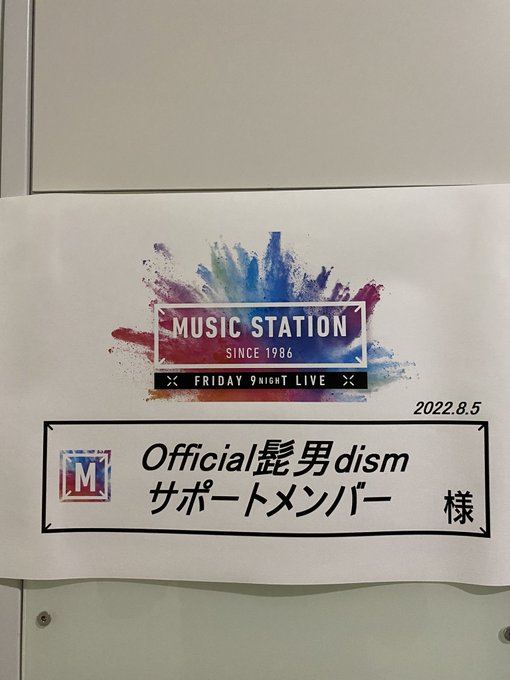 MUSIC STATION
SINCE 1986
FRIDAY 9NIGHT LIVE
2022.8.5
M
Official髭男dism
サポートメンバー 様